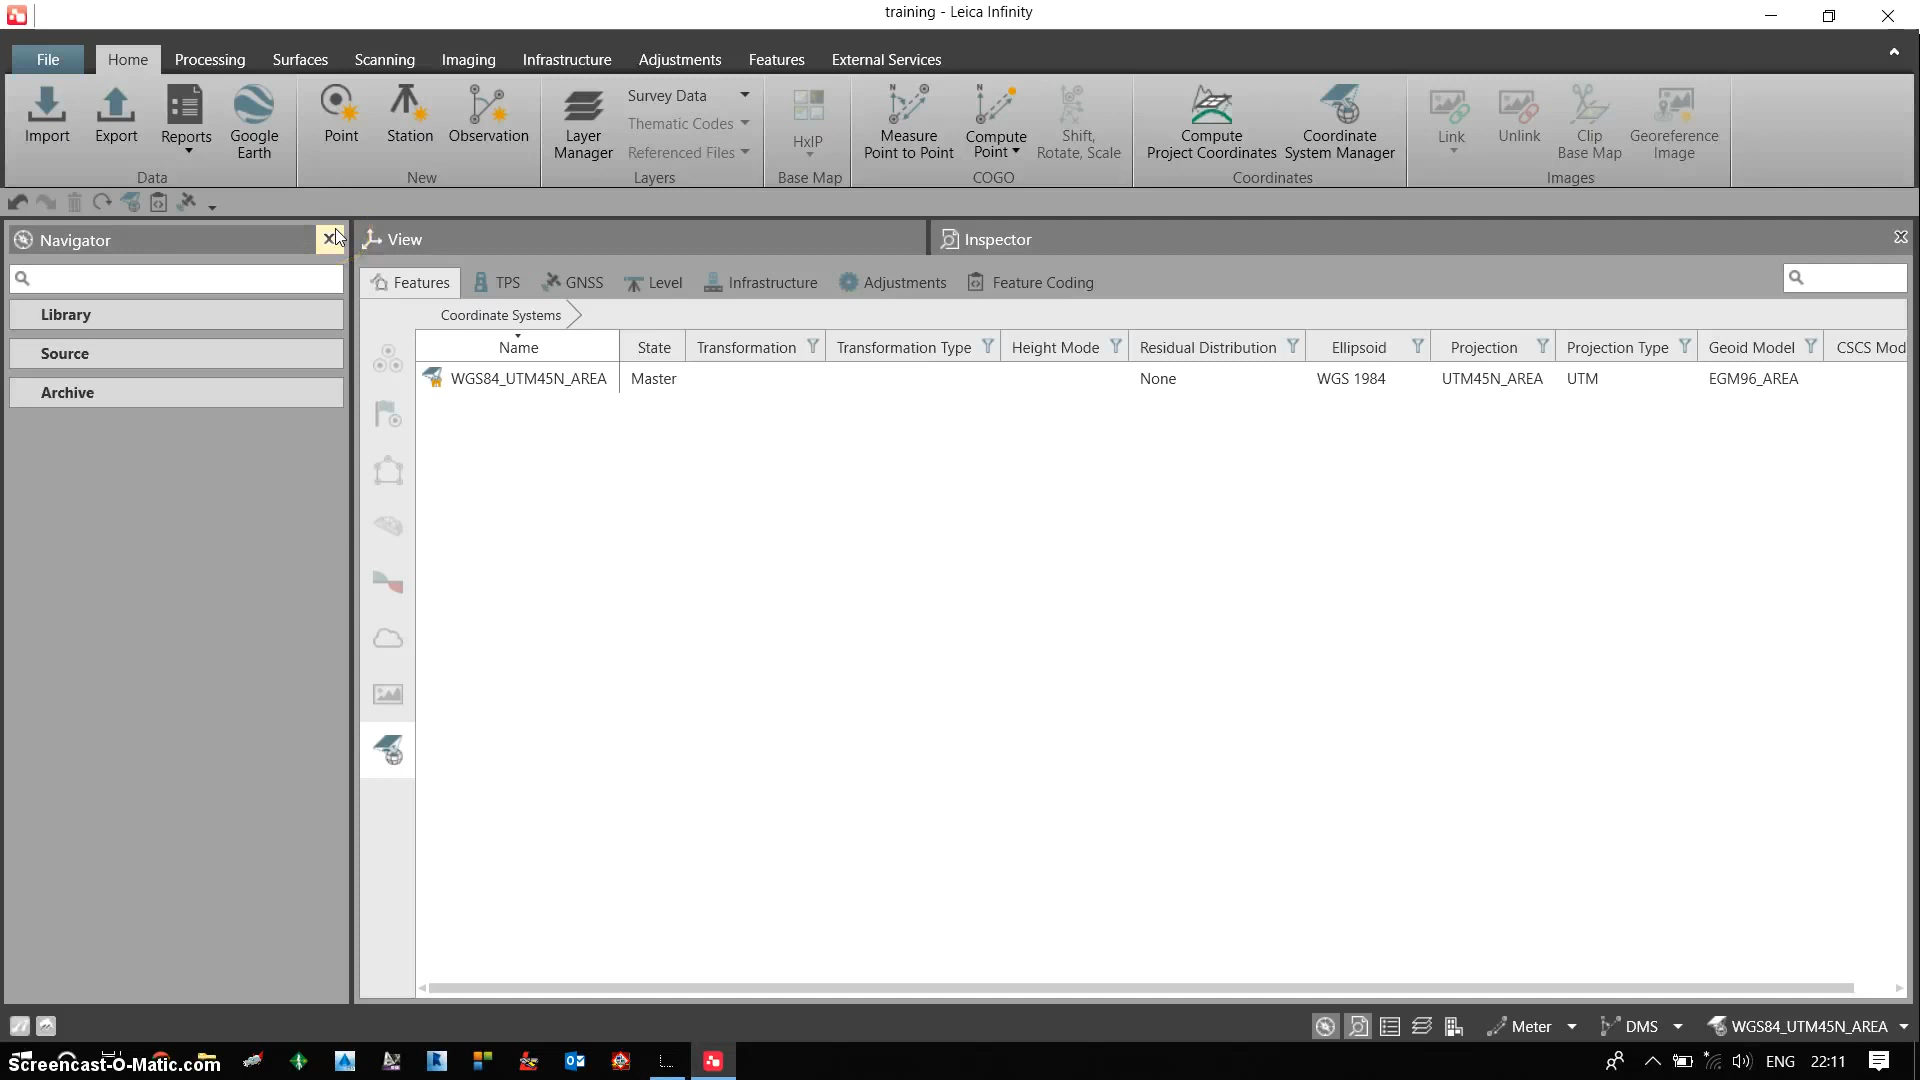 training - Leica Infinity
File Home Processing Surfaces Scanning Imaging Infrastructure Adjustments Features External Services
Import Export Reports Google Earth
Data
Point Station Observation
New
Layer Manager Survey Data
Thematic Codes
Referenced Files
Layers
HxIP
Base Map
Measure Point to Point Compute Point Shift, Rotate, Scale
COGO
Compute Project Coordinates Coordinate System Manager
Coordinates
Link Unlink Clip Base Map Georeference Image
Images
Navigator
Library
Source
Archive
View
Inspector
Features TPS GNSS Level Infrastructure Adjustments Feature Coding
Coordinate Systems
Name State Transformation Transformation Type Height Mode Residual Distribution Ellipsoid Projection Projection Type Geoid Model CSCS Mod
WGS84_UTM45N_AREA Master None WGS 1984 UTM45N_AREA UTM EGM96_AREA
Meter DMS WGS84_UTM45N_AREA
Screencast-O-Matic.com
ENG 22:11